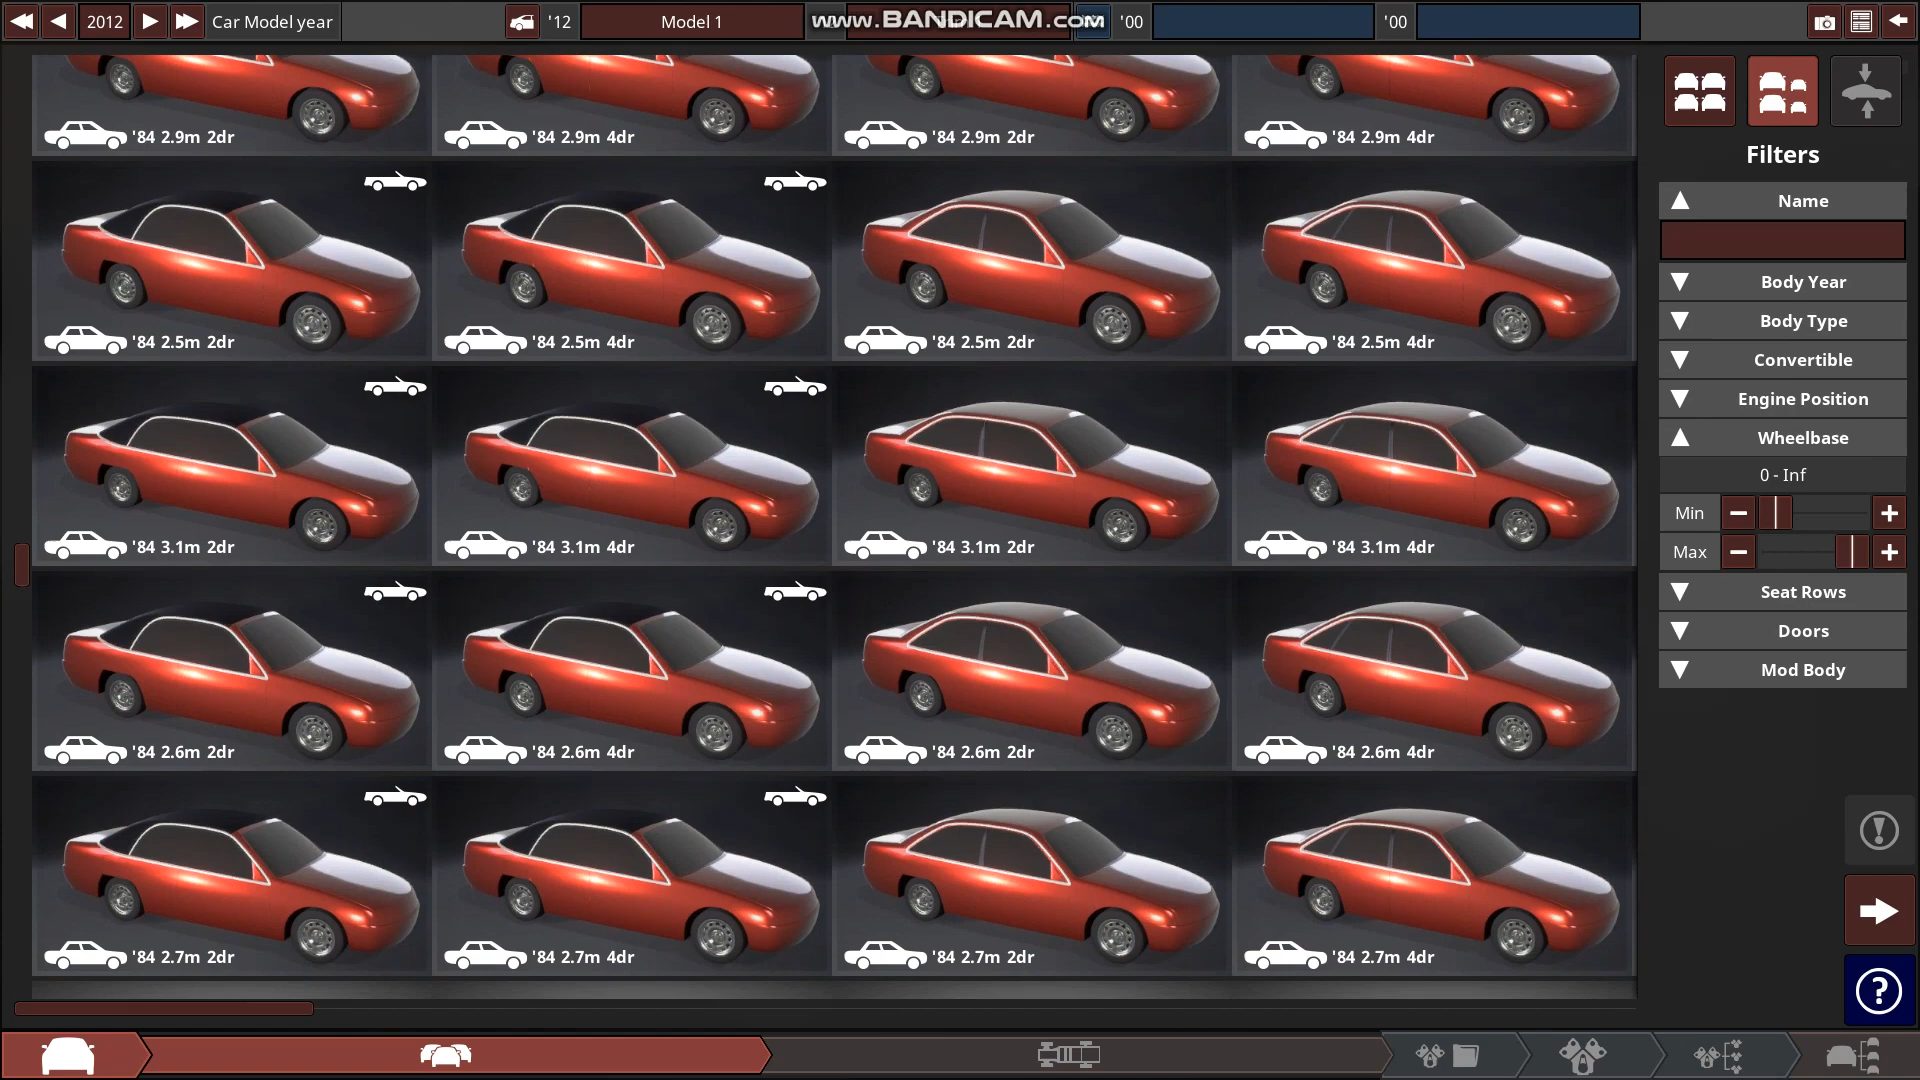 2012 Car Model year '12 Model 1 www.BANDICAM.com '00 '00
'84 2.9m 2dr '84 2.9m 4dr '84 2.9m 2dr '84 2.9m 4dr
'84 2.5m 2dr '84 2.5m 4dr '84 2.5m 2dr '84 2.5m 4dr
'84 3.1m 2dr '84 3.1m 4dr '84 3.1m 2dr '84 3.1m 4dr
'84 2.6m 2dr '84 2.6m 4dr '84 2.6m 2dr '84 2.6m 4dr
'84 2.7m 2dr '84 2.7m 4dr '84 2.7m 2dr '84 2.7m 4dr
Filters
Name
Body Year
Body Type
Convertible
Engine Position
Wheelbase
0 - Inf
Min
Max
Seat Rows
Doors
Mod Body